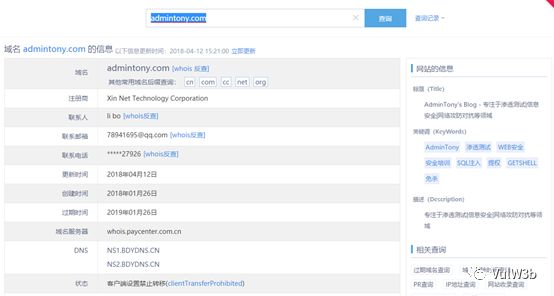 admintony.com
查询
查询记录
域名 admintony.com 的信息 以下信息更新时间：2018-04-12 15:21:00 立即更新
域名
admintony.com [whois 反查]
其他常用域名后缀查询： cn com cc net org
注册商
Xin Net Technology Corporation
联系人
li bo [whois反查]
联系邮箱
78941695@qq.com [whois反查]
联系电话
*****27926 [whois反查]
更新时间
2018年04月12日
创建时间
2018年01月26日
过期时间
2019年01月26日
域名服务器
whois.paycenter.com.cn
DNS
NS1.BDYDNS.CN
NS2.BDYDNS.CN
状态
客户端设置禁止转移(clientTransferProhibited)
网站的信息
标题 (Title)
AdminTony's Blog - 专注于渗透测试|信息
安全|网络攻防对抗等领域
关键词 (KeyWords)
AdminTony 渗透测试 WEB安全
安全培训 SQL注入 提权 GETSHELL
免杀
描述 (Description)
专注于渗透测试|信息安全|网络攻防对抗等领域
相关查询
过期域名查询
PR查询 IP地址查询 网站收录查询
VulW3b